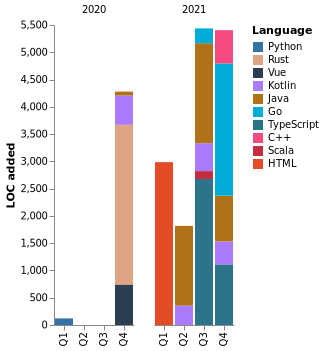 2020 2021
Language
Python
Rust
Vue
Kotlin
Java
Go
TypeScript
C++
Scala
HTML
LOC added
5,500
5,000
4,500
4,000
3,500
3,000
2,500
2,000
1,500
1,000
500
0
Q1 Q2 Q3 Q4 Q1 Q2 Q3 Q4